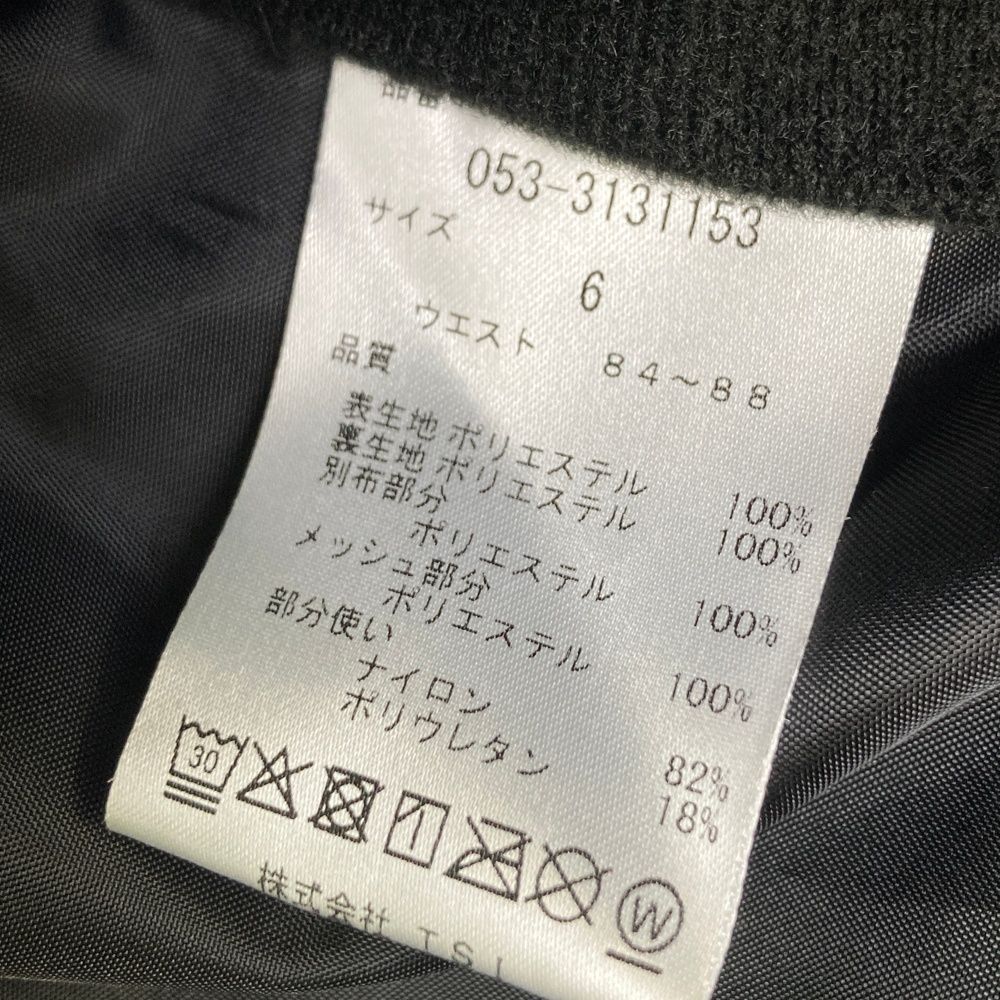 品番
053-3131153
サイズ
6
ウエスト 84～88
品質
表生地 ポリエステル 100%
裏生地 ポリエステル 100%
別布部分
ポリエステル 100%
メッシュ部分
ポリエステル 100%
部分使い
ナイロン 82%
ポリウレタン 18%
30
W
株式会社 TSI